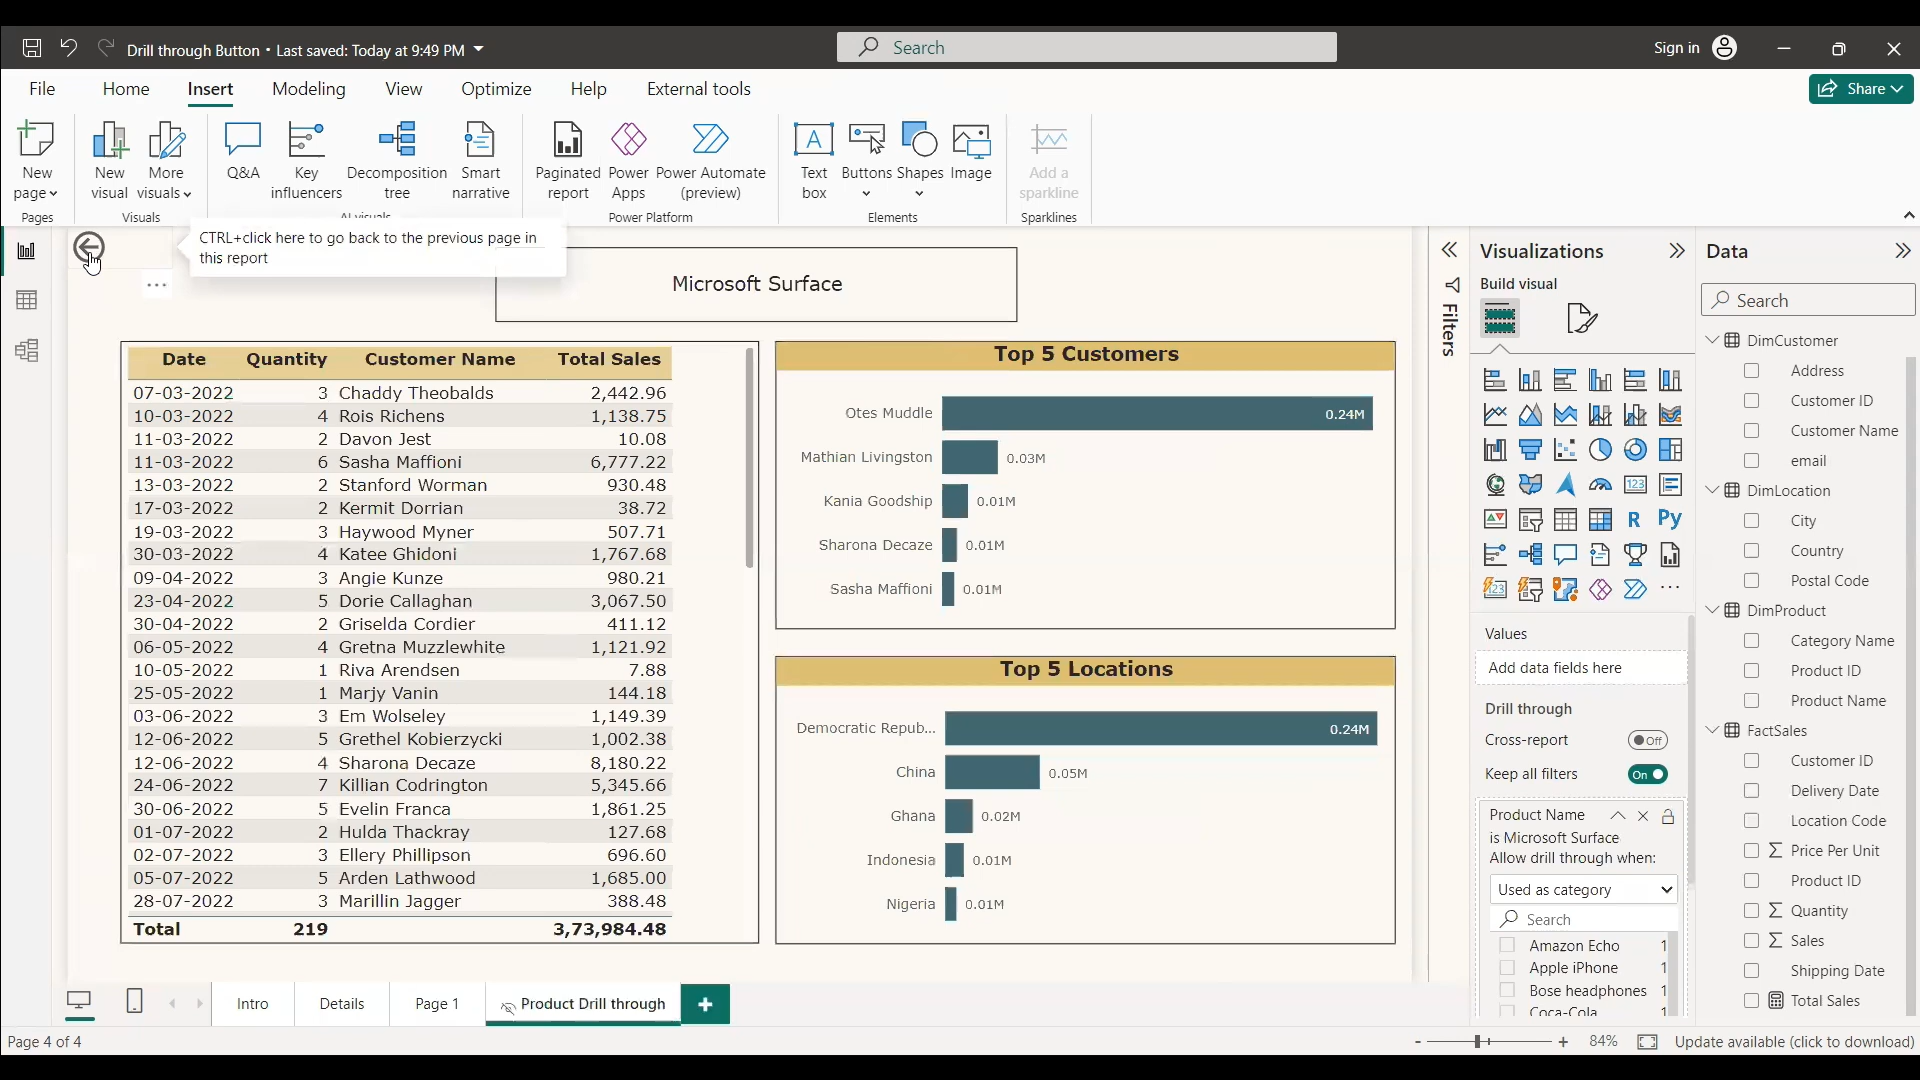 Drill through Button • Last saved: Today at 9:49 PM
Search
Sign in
File Home Insert Modeling View Optimize Help External tools
Share
New page
New visual
More visuals
Q&A
Key influencers
Decomposition tree
Smart narrative
Paginated report
Power Apps
Power Automate (preview)
Text box
Buttons
Shapes
Image
Add a sparkline
Pages
Visuals
AI visuals
Power Platform
Elements
Sparklines
CTRL+click here to go back to the previous page in
this report
Microsoft Surface
Date Quantity Customer Name Total Sales
07-03-2022 3 Chaddy Theobalds 2,442.96
10-03-2022 4 Rois Richens 1,138.75
11-03-2022 2 Davon Jest 10.08
11-03-2022 6 Sasha Maffioni 6,777.22
13-03-2022 2 Stanford Worman 930.48
17-03-2022 2 Kermit Dorrian 38.72
19-03-2022 3 Haywood Myner 507.71
30-03-2022 4 Katee Ghidoni 1,767.68
09-04-2022 3 Angie Kunze 980.21
23-04-2022 5 Dorie Callaghan 3,067.50
30-04-2022 2 Griselda Cordier 411.12
06-05-2022 4 Gretna Muzzlewhite 1,121.92
10-05-2022 1 Riva Arendsen 7.88
25-05-2022 1 Marjy Vanin 144.18
03-06-2022 3 Em Wolseley 1,149.39
12-06-2022 5 Grethel Kobierzycki 1,002.38
12-06-2022 4 Sharona Decaze 8,180.22
24-06-2022 7 Killian Codrington 5,345.66
30-06-2022 5 Evelin Franca 1,861.25
01-07-2022 2 Hulda Thackray 127.68
02-07-2022 3 Ellery Phillipson 696.60
05-07-2022 5 Arden Lathwood 1,685.00
28-07-2022 3 Marillin Jagger 388.48
Total 219 3,73,984.48
Top 5 Customers
Otes Muddle 0.24M
Mathian Livingston 0.03M
Kania Goodship 0.01M
Sharona Decaze 0.01M
Sasha Maffioni 0.01M
Top 5 Locations
Democratic Repub... 0.24M
China 0.05M
Ghana 0.02M
Indonesia 0.01M
Nigeria 0.01M
Filters
Visualizations
Build visual
123
R
Py
123
Values
Add data fields here
Drill through
Cross-report Off
Keep all filters On
Product Name
is Microsoft Surface
Allow drill through when:
Used as category
Search
Amazon Echo 1
Apple iPhone 1
Bose headphones 1
Coca-Cola 1
Data
Search
DimCustomer
Address
Customer ID
Customer Name
email
DimLocation
City
Country
Postal Code
DimProduct
Category Name
Product ID
Product Name
FactSales
Customer ID
Delivery Date
Location Code
Σ Price Per Unit
Product ID
Σ Quantity
Σ Sales
Shipping Date
Total Sales
Intro
Details
Page 1
Product Drill through
+
Page 4 of 4
- + 84%
Update available (click to download)